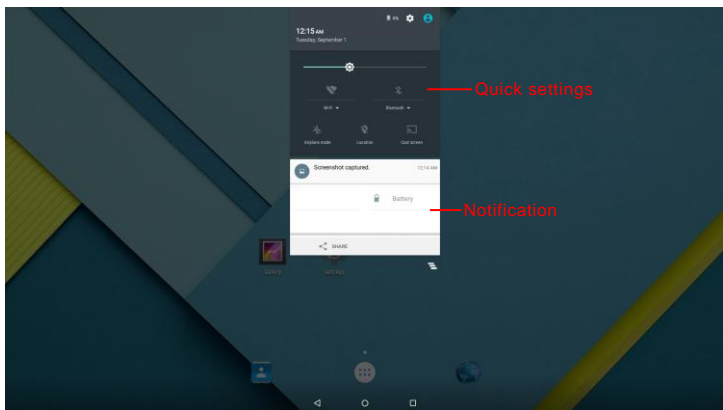 12:15 AM
Tuesday, September 1
Quick settings
Wi-Fi
Bluetooth
Airplane mode
Location
Cast screen
Screenshot captured.
12:14 AM
Battery
Notification
SHARE
Gallery
Settings